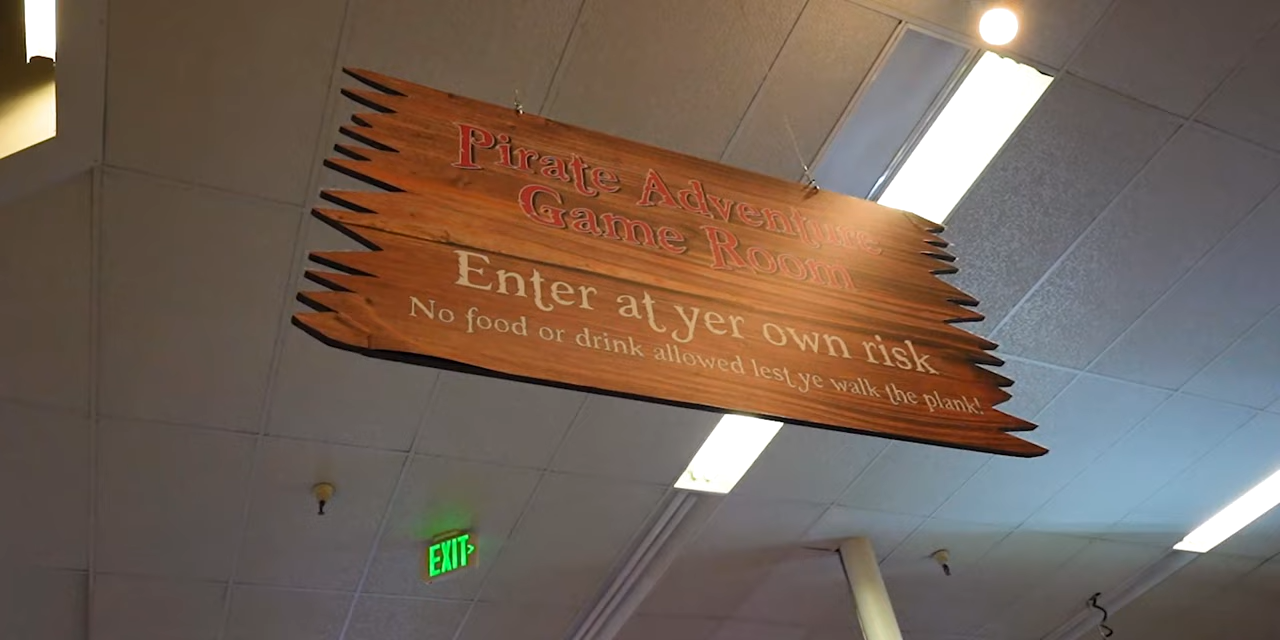 Pirate Adventure
Game Room
Enter at yer own risk
No food or drink allowed lest ye walk the plank!
EXIT>